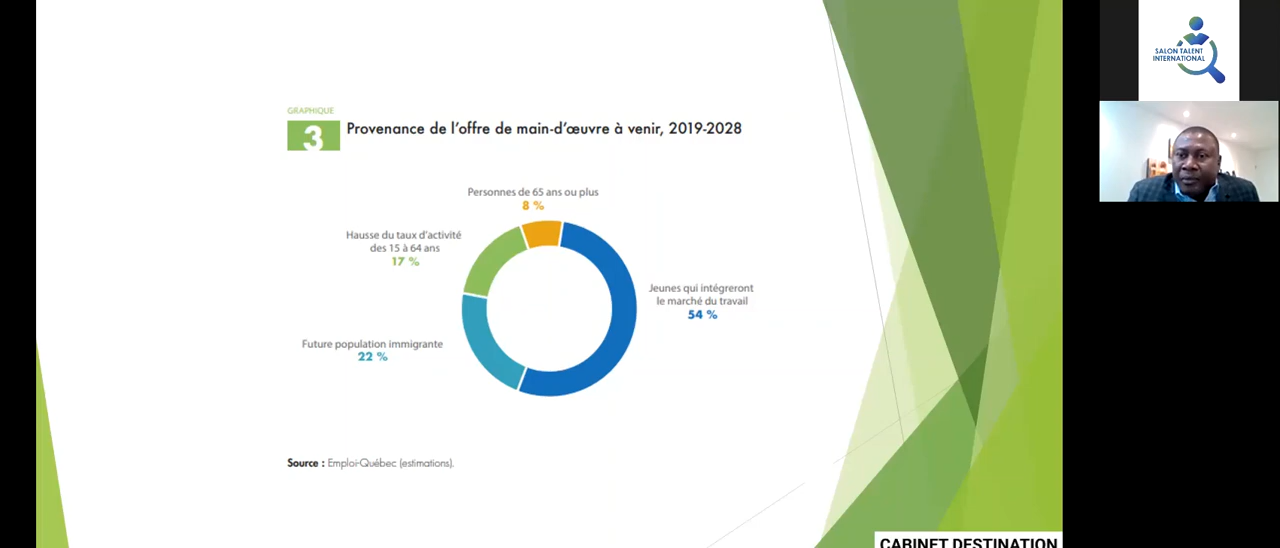 GRAPHIQUE
3
Provenance de l'offre de main-d'œuvre à venir, 2019-2028
Personnes de 65 ans ou plus
8 %
Hausse du taux d'activité
des 15 à 64 ans
17 %
Jeunes qui intégreront
le marché du travail
54 %
Future population immigrante
22 %
Source : Emploi-Québec (estimations).
CABINET DESTINATION
SALON TALENT
INTERNATIONAL